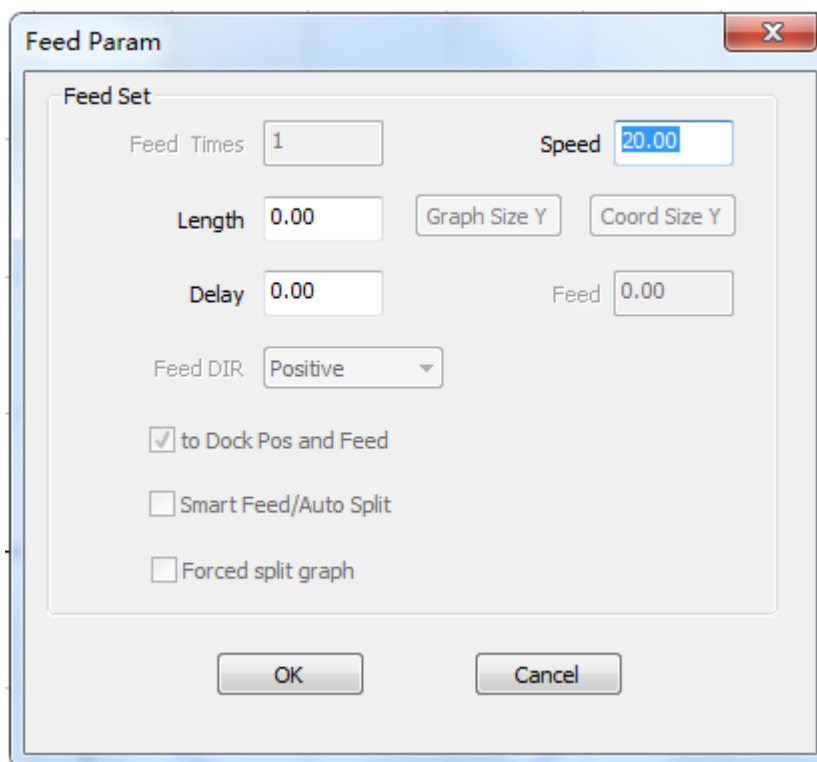 Feed Param
Feed Set
Feed Times 1 Speed 20.00
Length 0.00 Graph Size Y Coord Size Y
Delay 0.00 Feed 0.00
Feed DIR Positive
to Dock Pos and Feed
Smart Feed/Auto Split
Forced split graph
OK Cancel